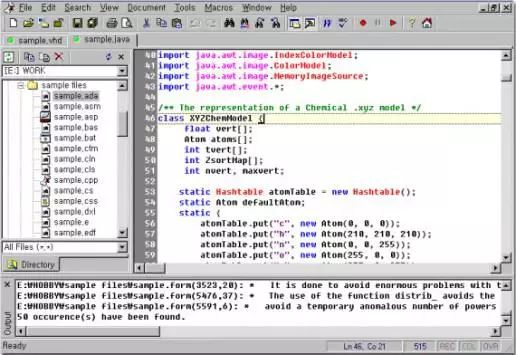 File Edit View Search Document Tools Macros Window Help
sample.vhd
sample.java
[E:] WORK
sample files
sample.ada
sample.asm
sample.asp
sample.bas
sample.bat
sample.cfm
sample.cln
sample.cls
sample.cpp
sample.cs
sample.css
sample.dxl
sample.e
sample.edf
All Files (*.*)
Directory
40 import java.awt.image.IndexColorModel;
41 import java.awt.image.ColorModel;
42 import java.awt.image.MemoryImageSource;
43 import java.awt.event.*;
44
45 /** The representation of a Chemical .xyz model */
46 class XYZChemModel {
47 float vert[];
48 Atom atoms[];
49 int tvert[];
50 int ZsortMap[];
51 int nvert, maxvert;
52
53 static Hashtable atomTable = new Hashtable();
54 static Atom defaultAtom;
55 static {
56 atomTable.put("c", new Atom(0, 0, 0));
57 atomTable.put("h", new Atom(210, 210, 210));
58 atomTable.put("n", new Atom(0, 0, 255));
59 atomTable.put("o", new Atom(255, 0, 0));
Output
E:₩HOBBY₩sample files₩sample.form(3523,20): * It is done to avoid enormous problems with t
E:₩HOBBY₩sample files₩sample.form(5476,37): * The use of the function distrib_ avoids the
E:₩HOBBY₩sample files₩sample.form(5591,6): * avoid a temporary anomalous number of powers
50 occurence(s) have been found.
Ready
Ln 46, Co 21
515
REC
COL
OVR